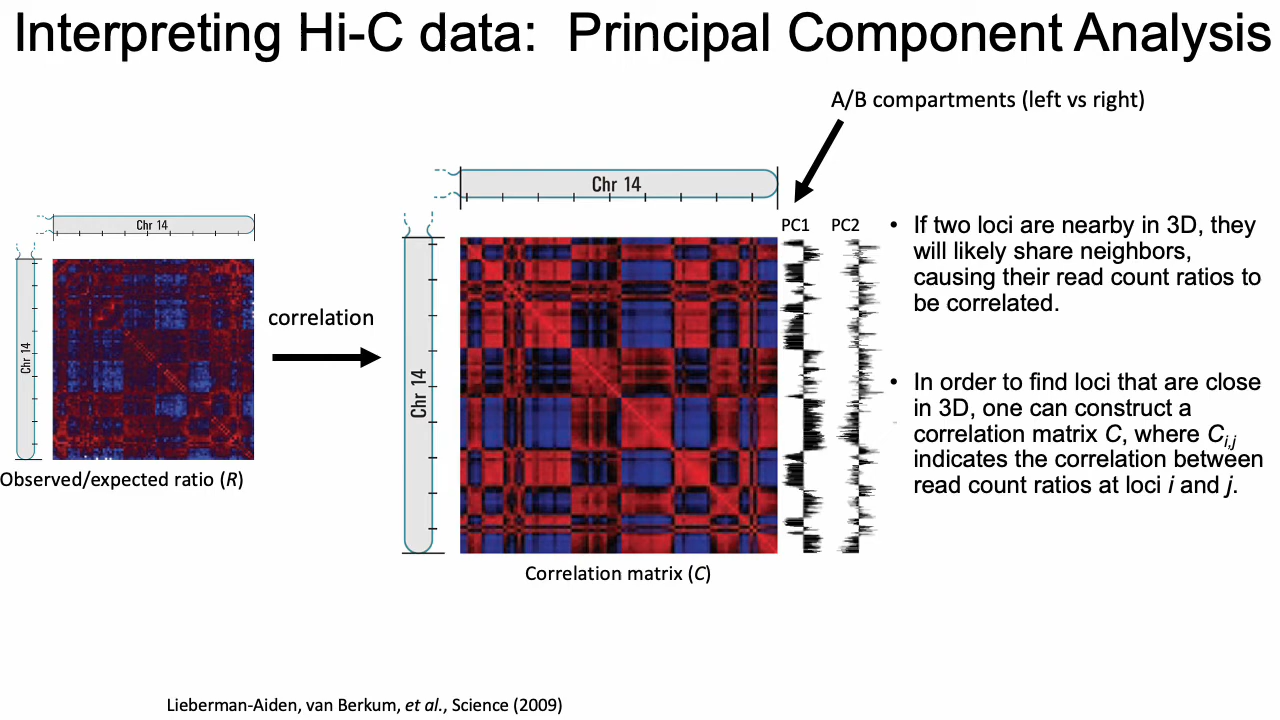 Interpreting Hi-C data:  Principal Component Analysis
A/B compartments (left vs right)
Chr 14
Chr 14
Observed/expected ratio (R)
correlation
Chr 14
Chr 14
Correlation matrix (C)
PC1
PC2
• If two loci are nearby in 3D, they
will likely share neighbors,
causing their read count ratios to
be correlated.
• In order to find loci that are close
in 3D, one can construct a
correlation matrix C, where Ci,j
indicates the correlation between
read count ratios at loci i and j.
Lieberman-Aiden, van Berkum, et al., Science (2009)